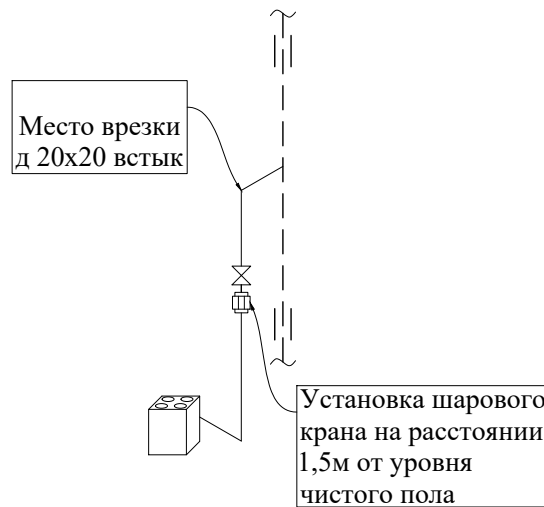 Место врезки
д 20х20 встык
Установка шарового
крана на расстоянии
1,5м от уровня
чистого пола